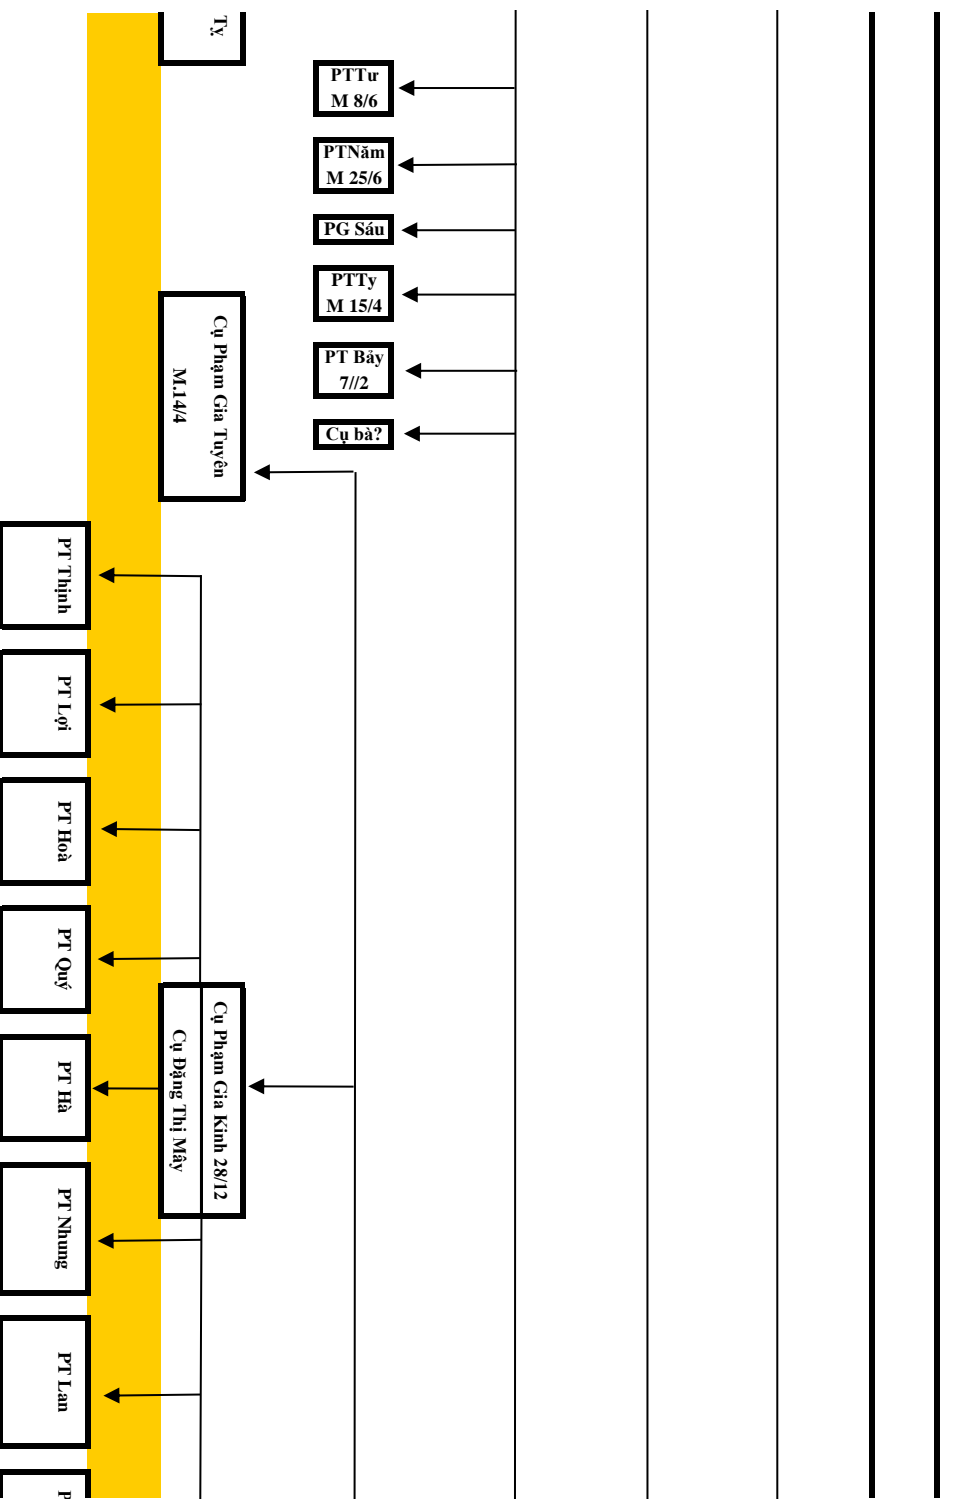 Tỵ
PTTư
M 8/6
PTNăm
M 25/6
PG Sáu
PTTy
M 15/4
PT Bảy
7//2
Cụ bà?
Cụ Phạm Gia Tuyên
M.14/4
PT Thịnh
PT Lợi
PT Hoà
PT Quý
Cụ Phạm Gia Kinh 28/12
Cụ Đặng Thị Mây
PT Hà
PT Nhung
PT Lan
P